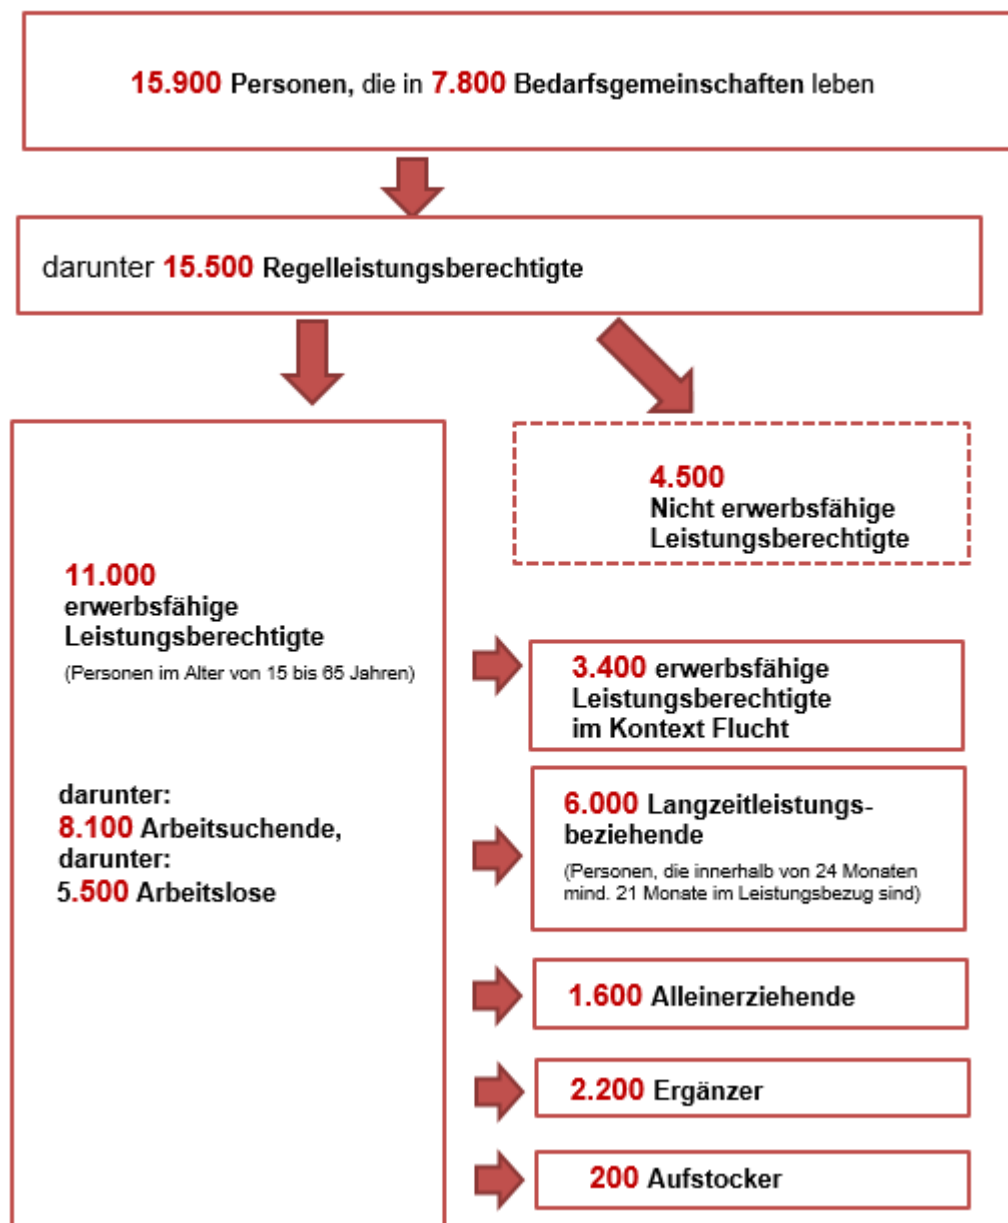 15.900 Personen, die in 7.800 Bedarfsgemeinschaften leben
darunter 15.500 Regelleistungsberechtigte
4.500
Nicht erwerbsfähige
Leistungsberechtigte
11.000
erwerbsfähige
Leistungsberechtigte
(Personen im Alter von 15 bis 65 Jahren)
darunter:
8.100 Arbeitsuchende,
darunter:
5.500 Arbeitslose
3.400 erwerbsfähige
Leistungsberechtigte
im Kontext Flucht
6.000 Langzeitleistungs-
beziehende
(Personen, die innerhalb von 24 Monaten
mind. 21 Monate im Leistungsbezug sind)
1.600 Alleinerziehende
2.200 Ergänzer
200 Aufstocker